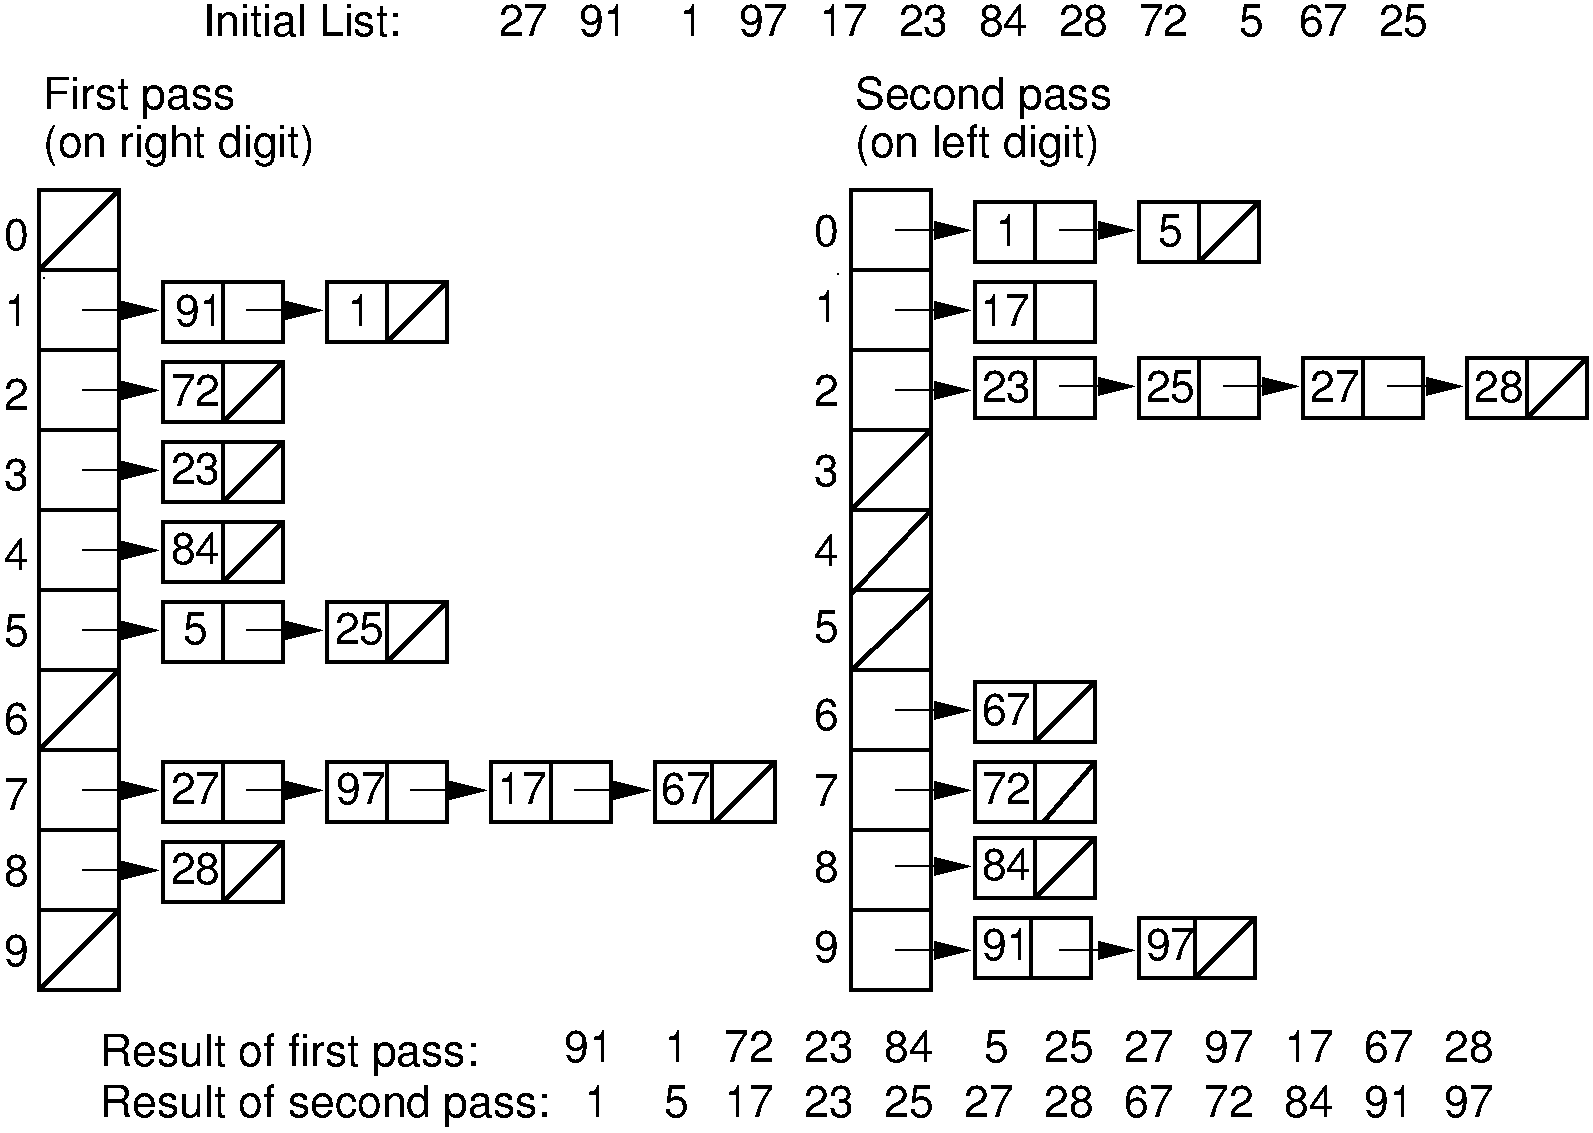 Initial List: 27 91 1 97 17 23 84 28 72 5 67 25
First pass
(on right digit)
0
1 91 1
2 72
3 23
4 84
5 5 25
6
7 27 97 17 67
8 28
9
Second pass
(on left digit)
0 1 5
1 17
2 23 25 27 28
3
4
5
6 67
7 72
8 84
9 91 97
Result of first pass: 91 1 72 23 84 5 25 27 97 17 67 28
Result of second pass: 1 5 17 23 25 27 28 67 72 84 91 97